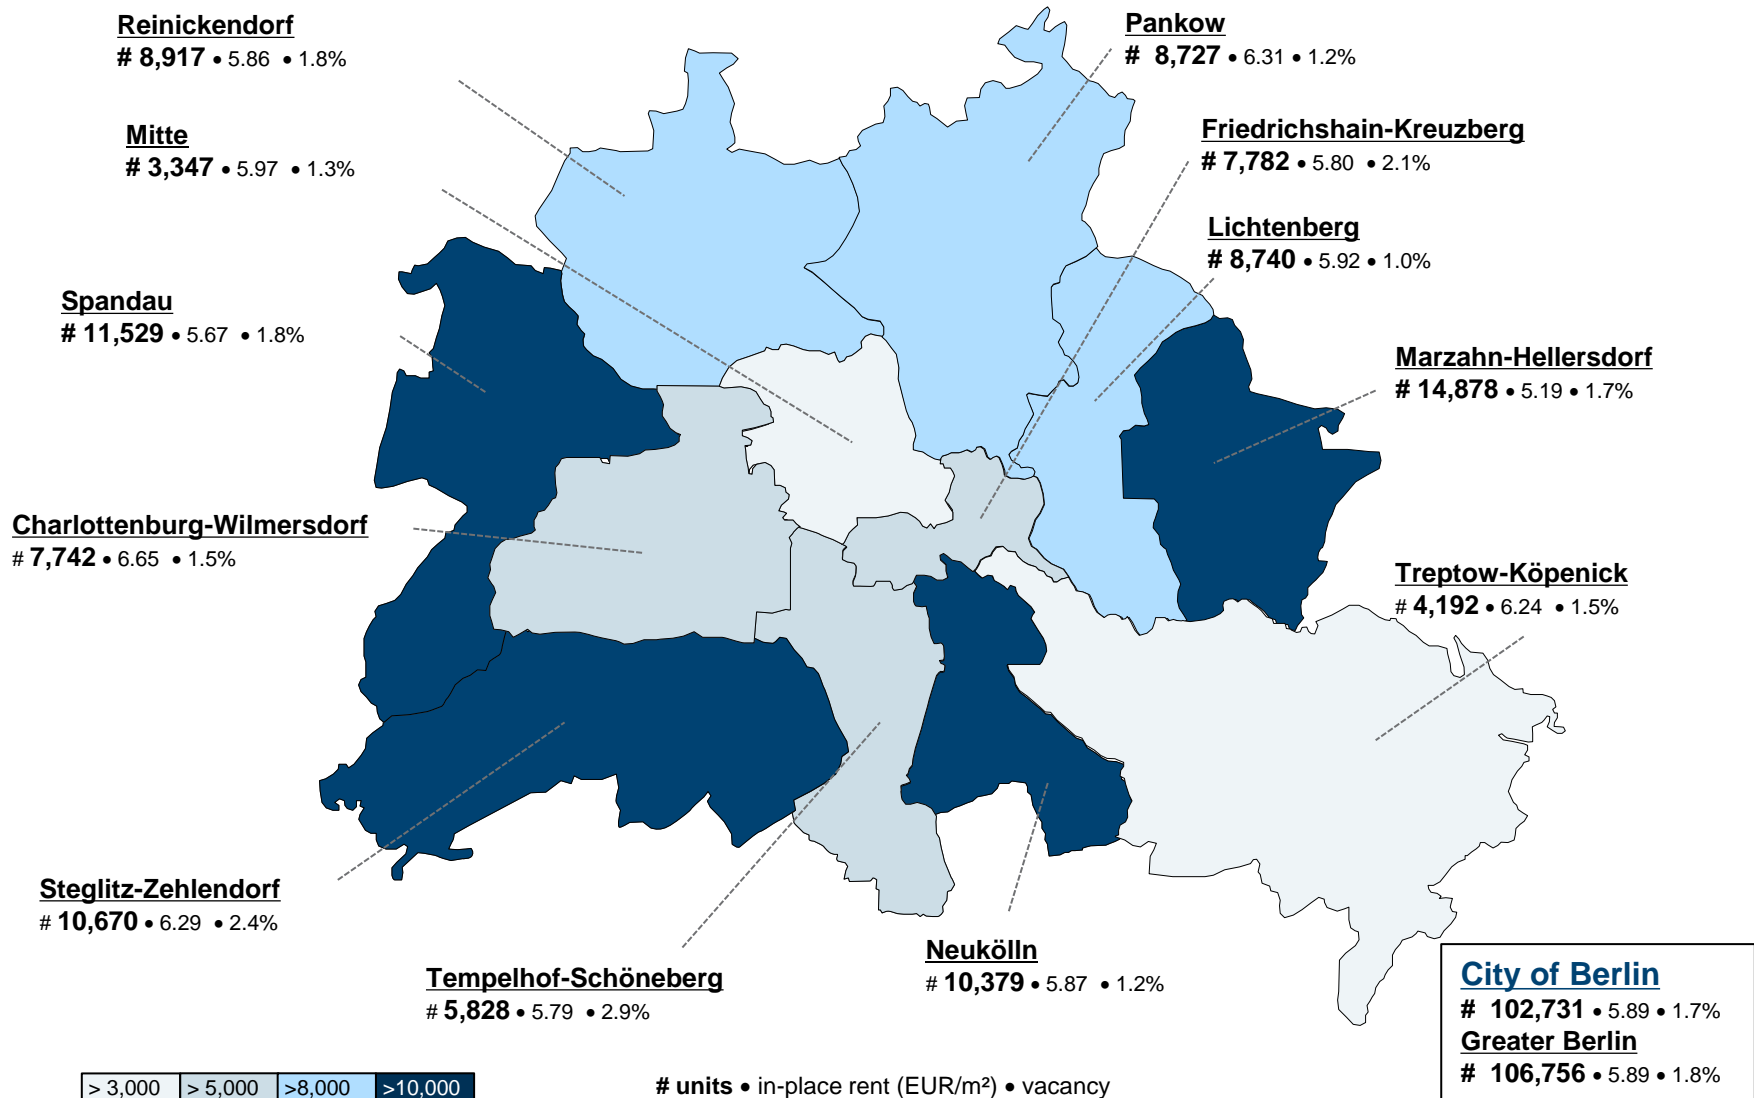 Reinickendorf
# 8,917 • 5.86 • 1.8%
Pankow
# 8,727 • 6.31 • 1.2%
Mitte
# 3,347 • 5.97 • 1.3%
Friedrichshain-Kreuzberg
# 7,782 • 5.80 • 2.1%
Lichtenberg
# 8,740 • 5.92 • 1.0%
Spandau
# 11,529 • 5.67 • 1.8%
Marzahn-Hellersdorf
# 14,878 • 5.19 • 1.7%
Charlottenburg-Wilmersdorf
# 7,742 • 6.65 • 1.5%
Treptow-Köpenick
# 4,192 • 6.24 • 1.5%
Steglitz-Zehlendorf
# 10,670 • 6.29 • 2.4%
Tempelhof-Schöneberg
# 5,828 • 5.79 • 2.9%
Neukölln
# 10,379 • 5.87 • 1.2%
City of Berlin
# 102,731 • 5.89 • 1.7%
Greater Berlin
# 106,756 • 5.89 • 1.8%
> 3,000 > 5,000 >8,000 >10,000
# units • in-place rent (EUR/m²) • vacancy